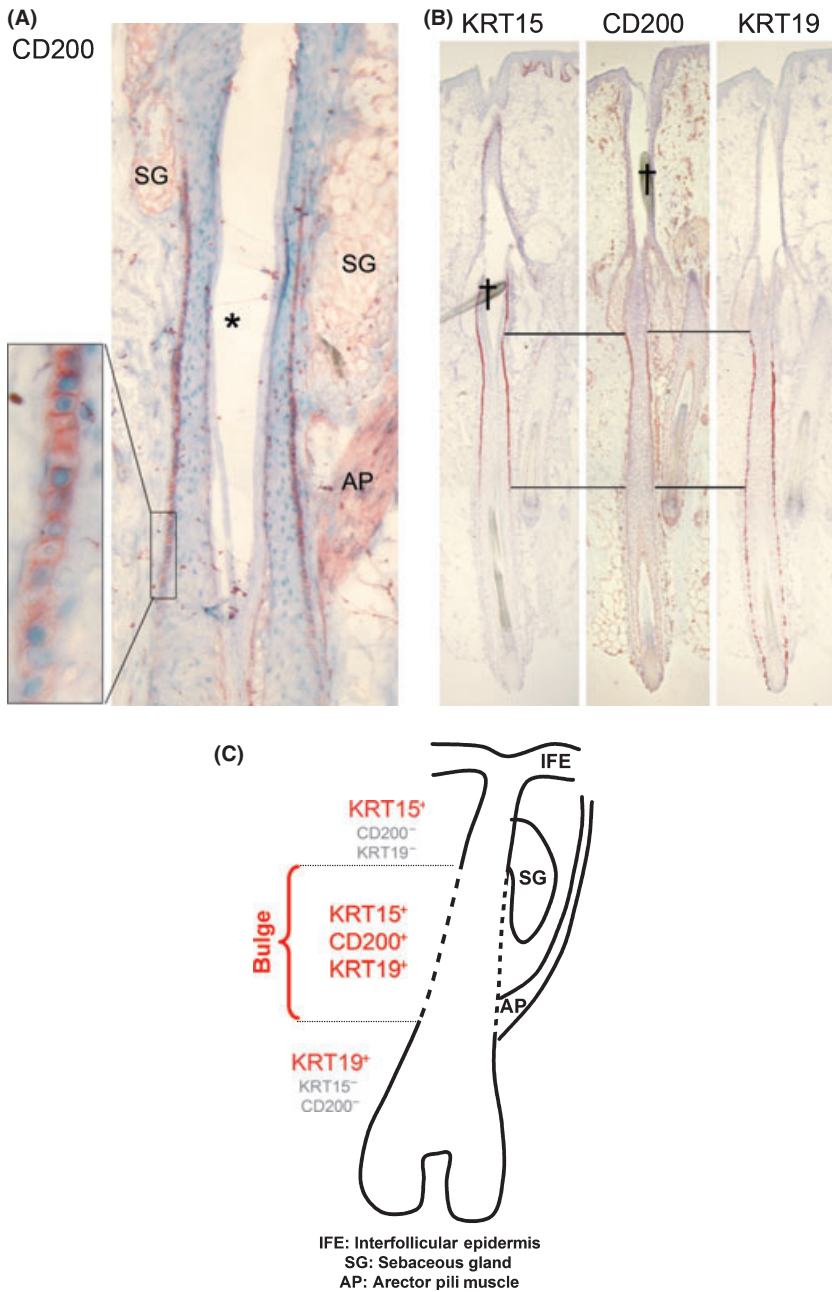 (A)
CD200
SG
SG
*
AP
(B)
KRT15
CD200
KRT19
†
†
(C)
IFE
KRT15⁺
CD200⁻
KRT19⁻
SG
Bulge
KRT15⁺
CD200⁺
KRT19⁺
AP
KRT19⁺
KRT15⁻
CD200⁻
IFE: Interfollicular epidermis
SG: Sebaceous gland
AP: Arector pili muscle